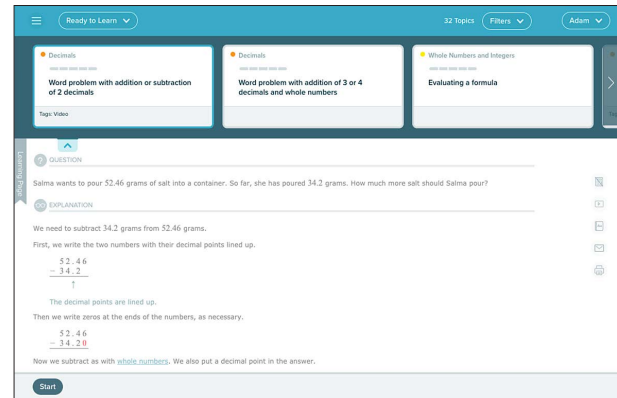 Ready to Learn
32 Topics
Filters
Adam
Decimals
Word problem with addition or subtraction
of 2 decimals
Tags: Video
Decimals
Word problem with addition of 3 or 4
decimals and whole numbers
Whole Numbers and Integers
Evaluating a formula
Learning Page
? QUESTION
Salma wants to pour 52.46 grams of salt into a container. So far, she has poured 34.2 grams. How much more salt should Salma pour?
EXPLANATION
We need to subtract 34.2 grams from 52.46 grams.
First, we write the two numbers with their decimal points lined up.
52.46
− 34.2
↑
The decimal points are lined up.
Then we write zeros at the ends of the numbers, as necessary.
52.46
− 34.20
Now we subtract as with whole numbers. We also put a decimal point in the answer.
Start